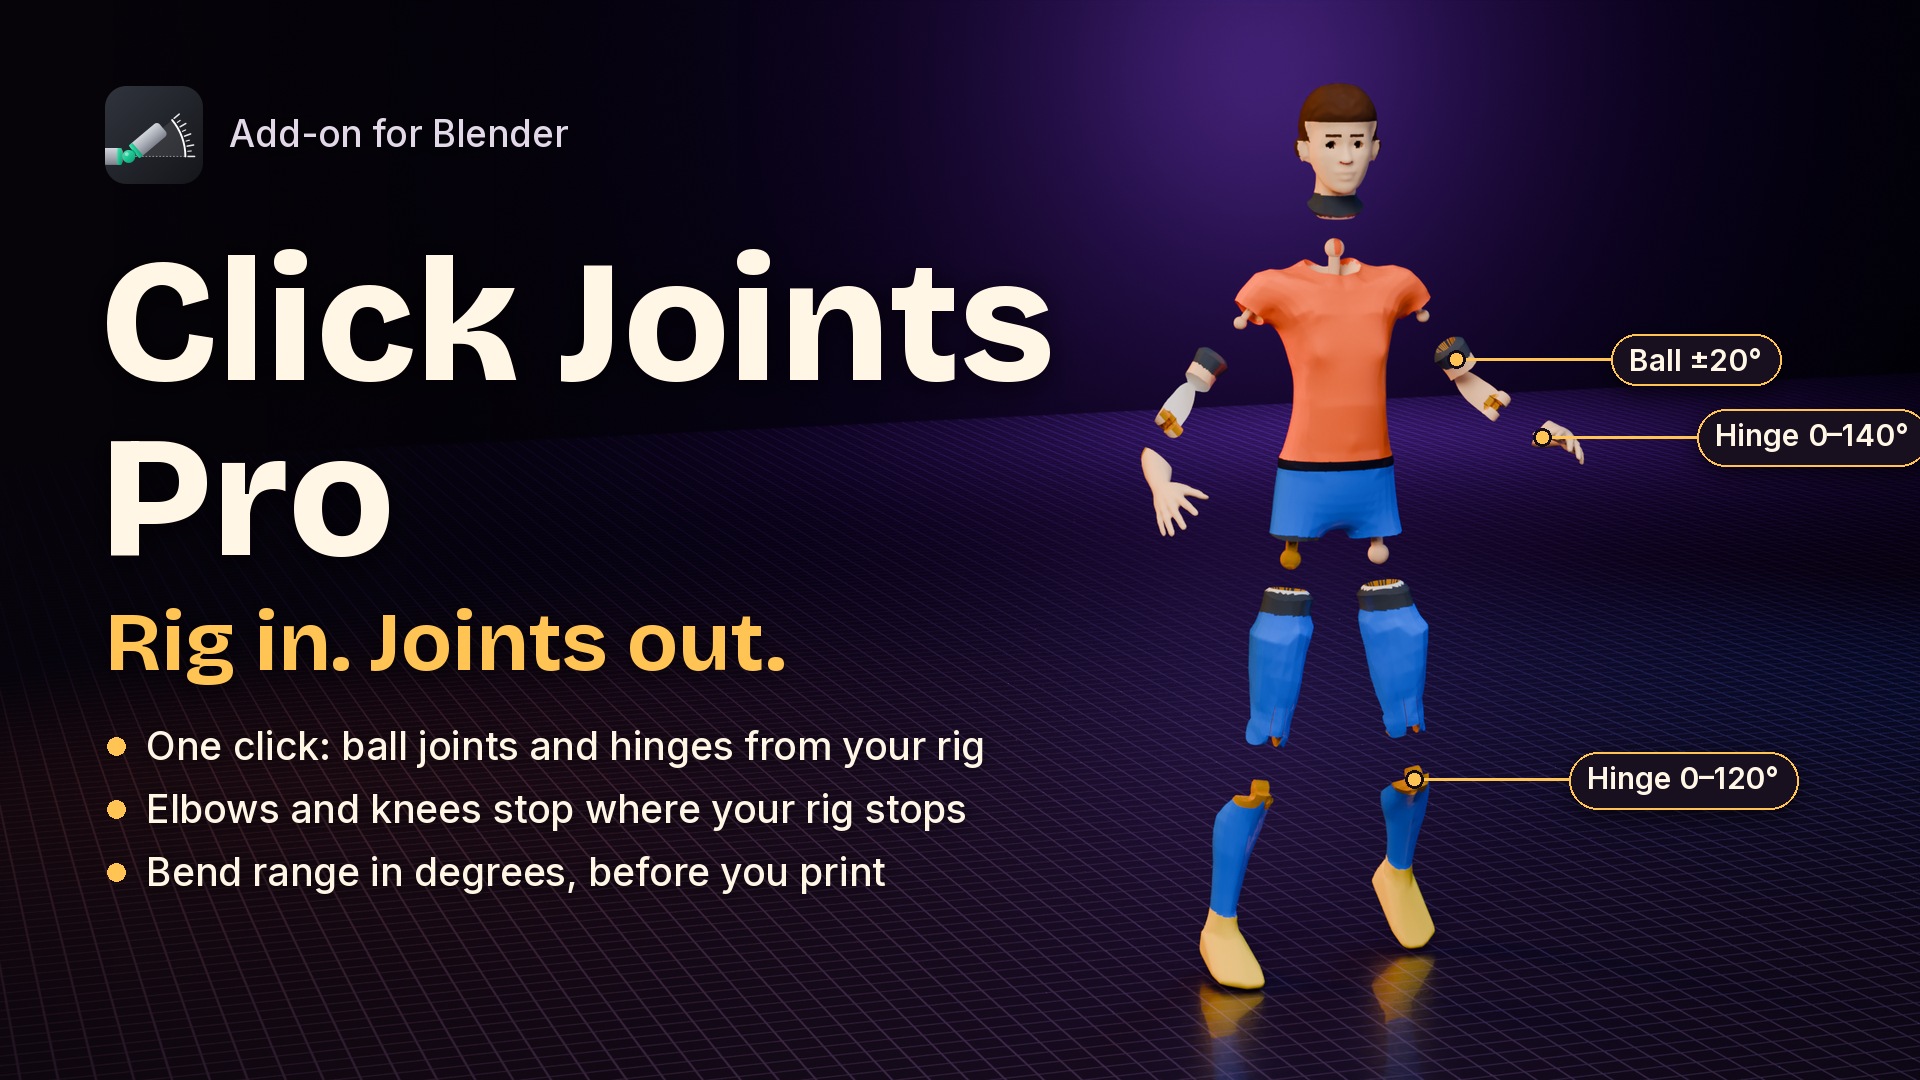 Add-on for Blender
Click Joints
Pro
Rig in. Joints out.
One click: ball joints and hinges from your rig
Elbows and knees stop where your rig stops
Bend range in degrees, before you print
Ball ±20°
Hinge 0–140°
Hinge 0–120°